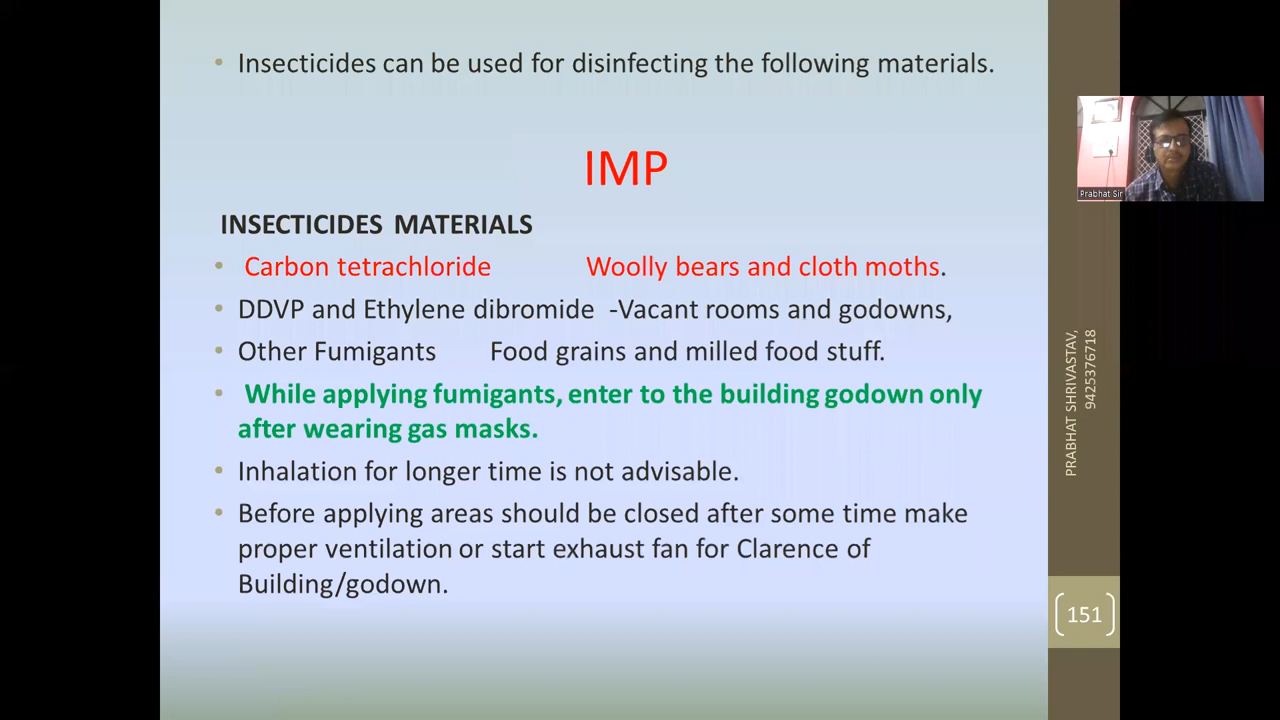 • Insecticides can be used for disinfecting the following materials.
IMP
INSECTICIDES MATERIALS
• Carbon tetrachloride Woolly bears and cloth moths.
• DDVP and Ethylene dibromide -Vacant rooms and godowns,
• Other Fumigants Food grains and milled food stuff.
• While applying fumigants, enter to the building godown only
after wearing gas masks.
• Inhalation for longer time is not advisable.
• Before applying areas should be closed after some time make
proper ventilation or start exhaust fan for Clarence of
Building/godown.
PRABHAT SHRIVASTAV,
9425376718
151
Prabhat Sir